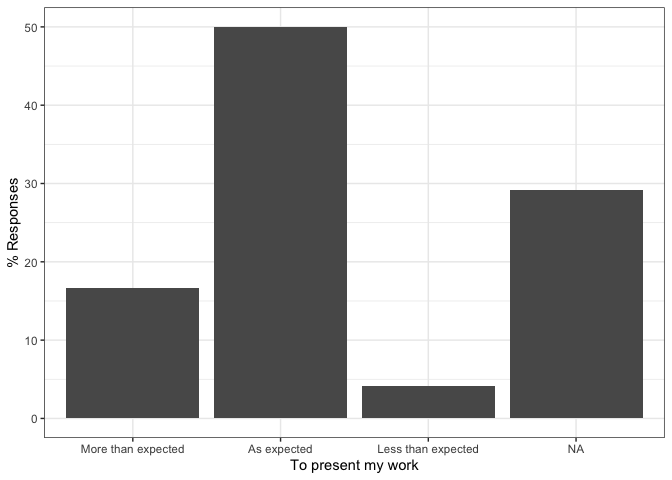 50
40
30
20
10
0
% Responses
More than expected As expected Less than expected NA
To present my work